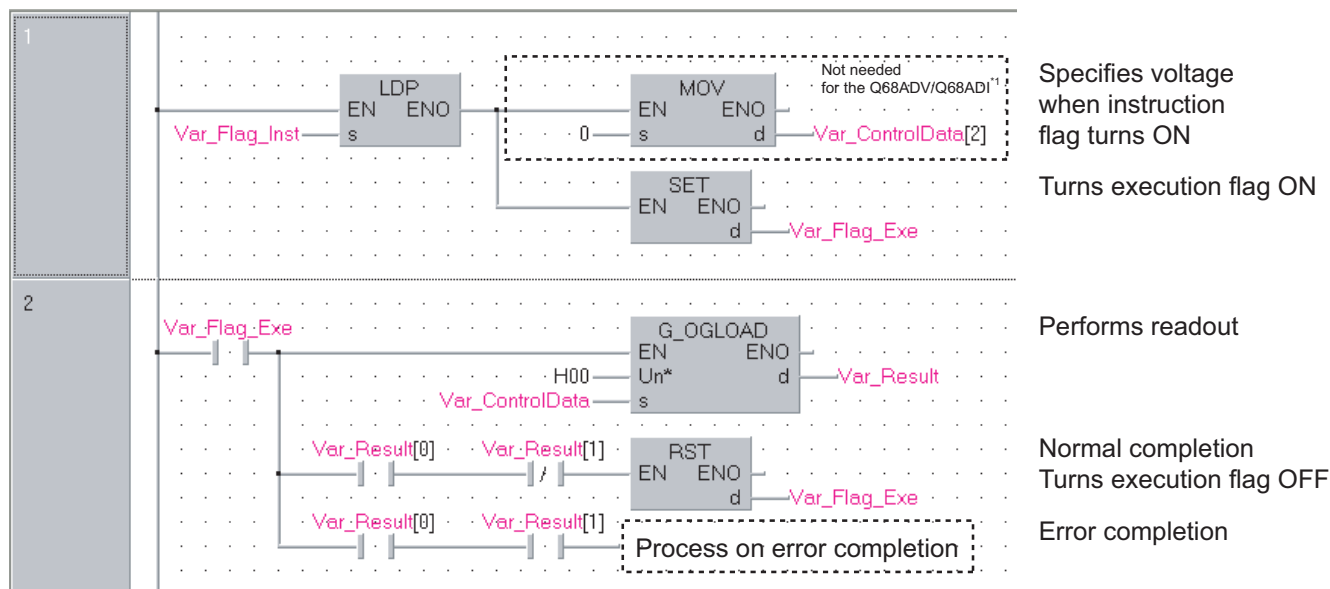 1
LDP
EN ENO
Var_Flag_Inst s
MOV
EN ENO
0 s d Var_ControlData[2]
Not needed
for the Q68ADV/Q68ADI*1
Specifies voltage
when instruction
flag turns ON
SET
EN ENO
d Var_Flag_Exe
Turns execution flag ON
2
Var_Flag_Exe
G_OGLOAD
EN ENO
H00 Un* d Var_Result
Var_ControlData s
Performs readout
Var_Result[0] Var_Result[1]
RST
EN ENO
d Var_Flag_Exe
Normal completion
Turns execution flag OFF
Var_Result[0] Var_Result[1]
Process on error completion
Error completion